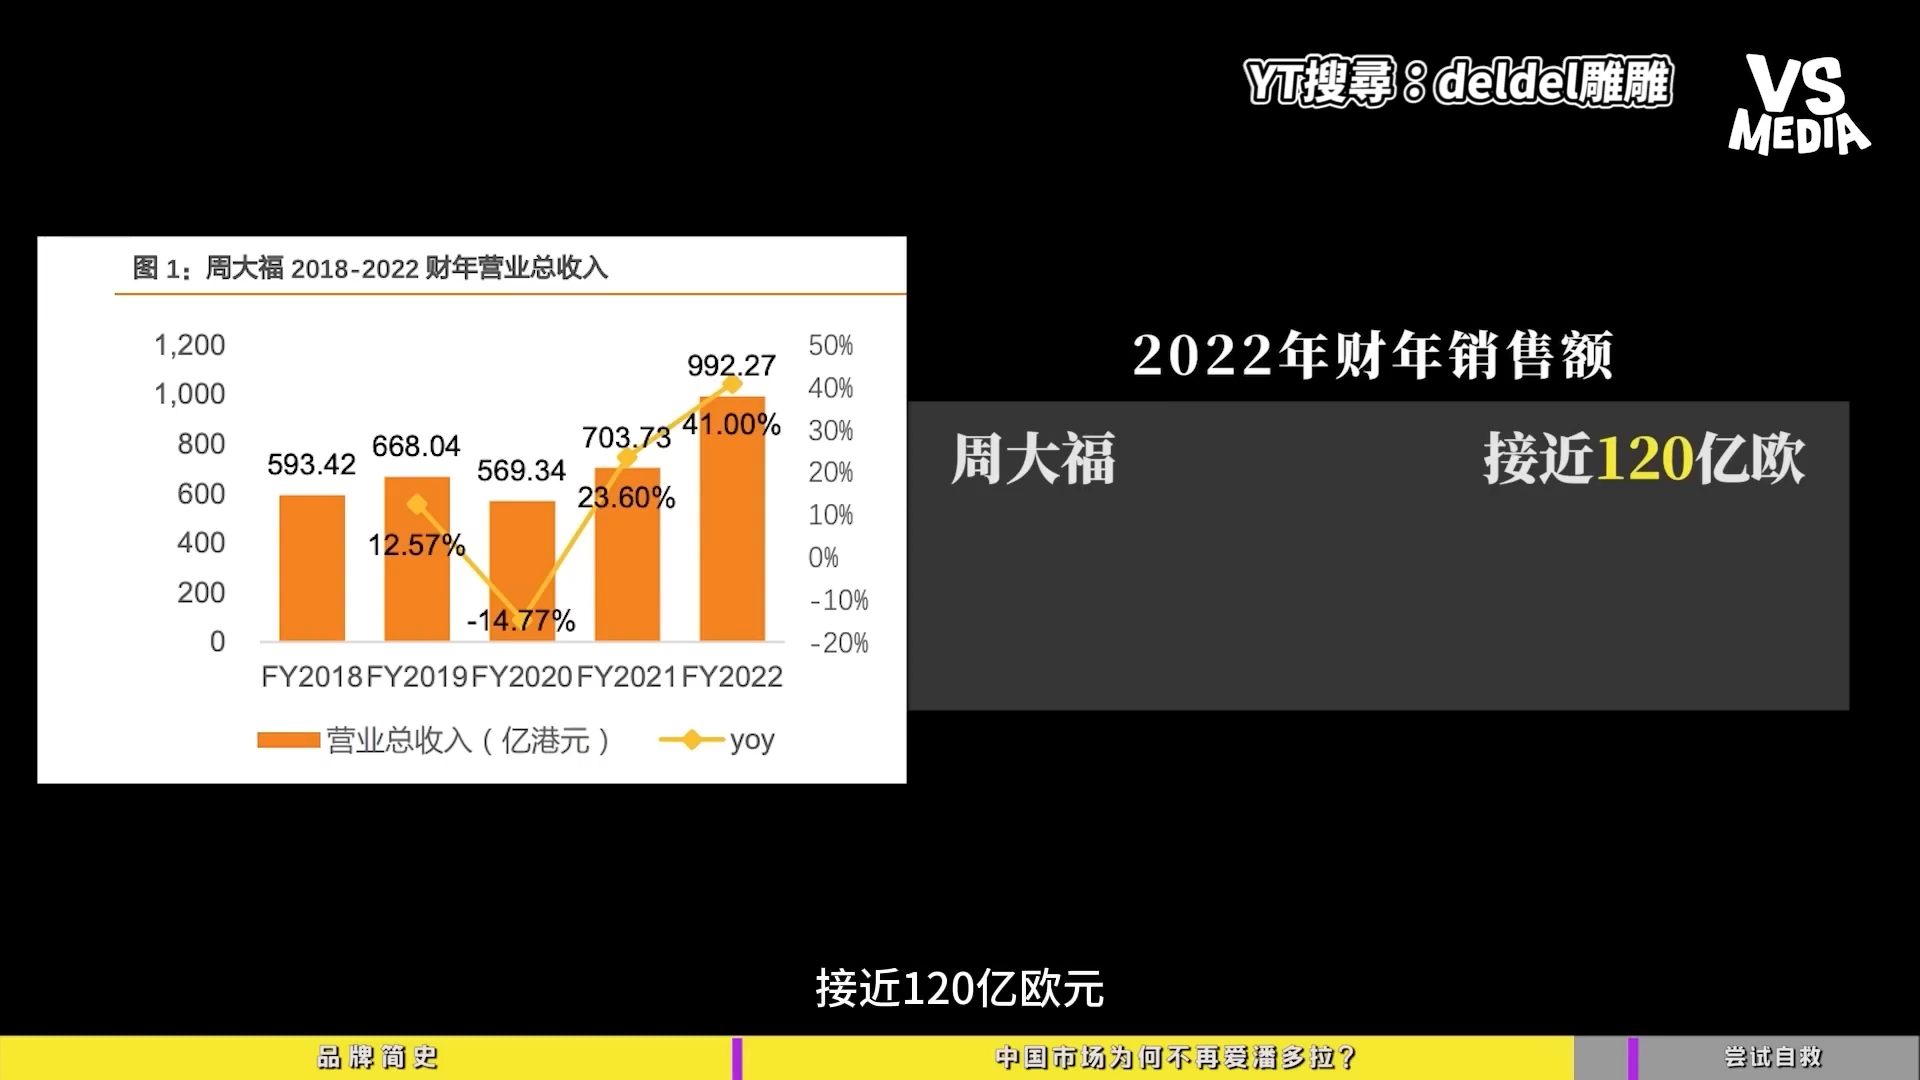 YT搜尋：deldel雕雕
VS
MEDIA
图 1：周大福 2018-2022 财年营业总收入
1,200
1,000
800
600
400
200
0
50%
40%
30%
20%
10%
0%
-10%
-20%
593.42
668.04
569.34
703.73
992.27
12.57%
-14.77%
23.60%
41.00%
FY2018 FY2019 FY2020 FY2021 FY2022
营业总收入（亿港元） yoy
2022年财年销售额
周大福 接近120亿欧
接近120亿欧元
品牌简史 中国市场为何不再爱潘多拉？ 尝试自救